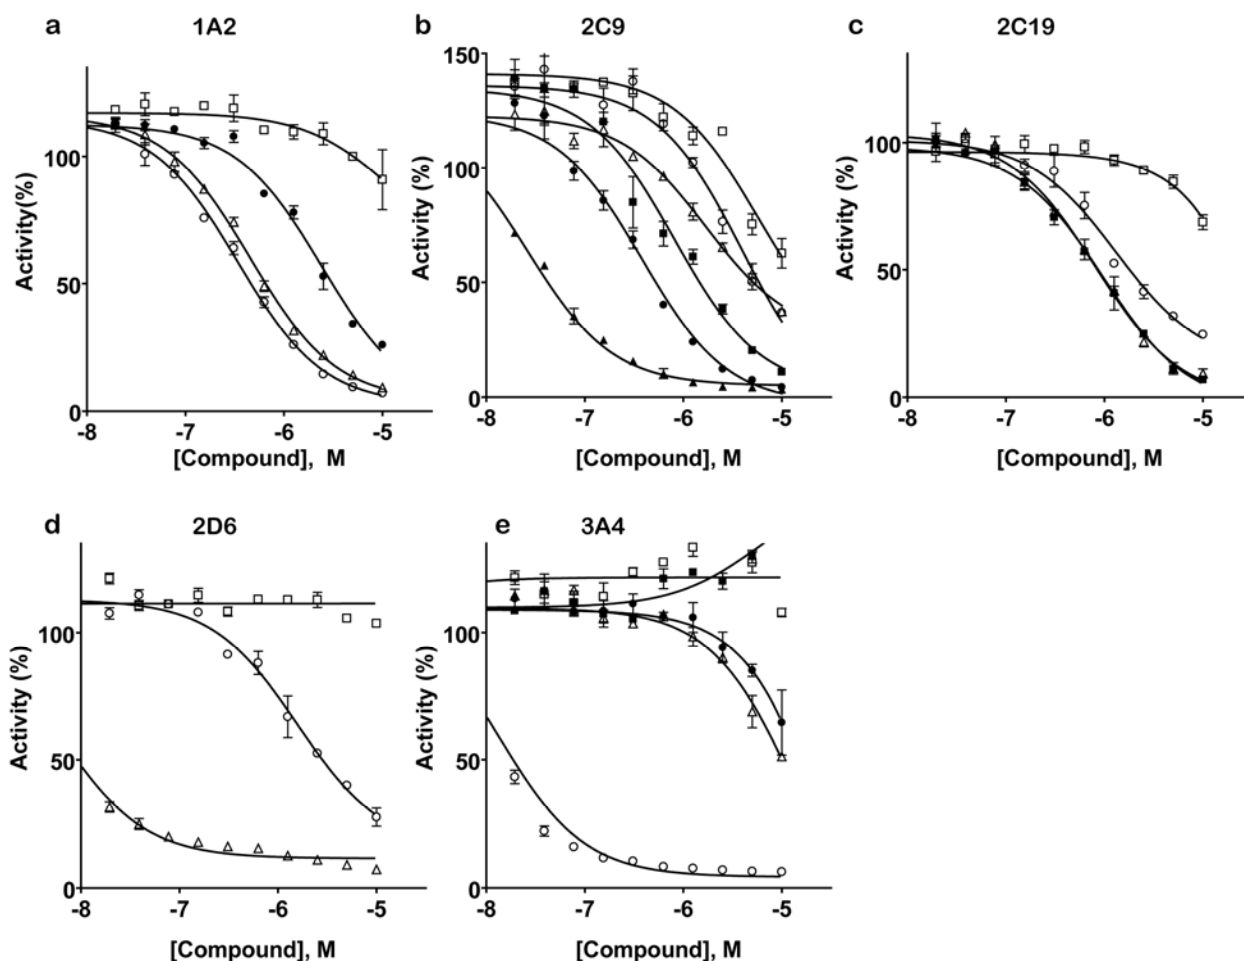 a 1A2
Activity(%)
100
50
0
-8 -7 -6 -5
[Compound], M
b 2C9
Activity (%)
150
100
50
0
-8 -7 -6 -5
[Compound], M
c 2C19
Activity (%)
100
50
0
-8 -7 -6 -5
[Compound], M
d 2D6
Activity (%)
100
50
0
-8 -7 -6 -5
[Compound], M
e 3A4
Activity (%)
100
50
0
-8 -7 -6 -5
[Compound], M